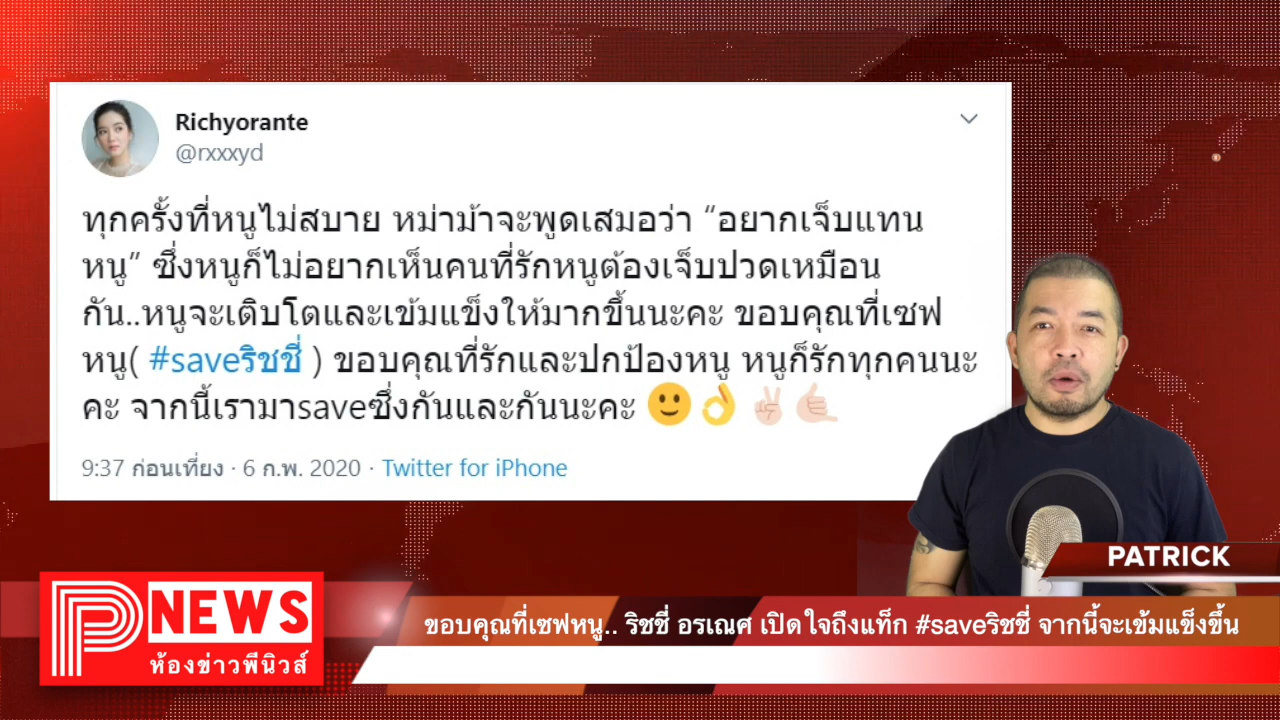 Richyorante
@rxxxyd
ทุกครั้งที่หนูไม่สบาย หม่าม้าจะพูดเสมอว่า “อยากเจ็บแทน
หนู” ซึ่งหนูก็ไม่อยากเห็นคนที่รักหนูต้องเจ็บปวดเหมือน
กัน..หนูจะเติบโตและเข้มแข็งให้มากขึ้นนะคะ ขอบคุณที่เซฟ
หนู( #saveริชชี่ ) ขอบคุณที่รักและปกป้องหนู หนูก็รักทุกคนนะ
คะ จากนี้เรามาsaveซึ่งกันและกันนะคะ 🙂👌✌🏻🤙🏻
9:37 ก่อนเที่ยง · 6 ก.พ. 2020 · Twitter for iPhone
PATRICK
P NEWS
ห้องข่าวพีนิวส์
ขอบคุณที่เซฟหนู.. ริชชี่ อรเณศ เปิดใจถึงแท็ก #saveริชชี่ จากนี้จะเข้มแข็งขึ้น